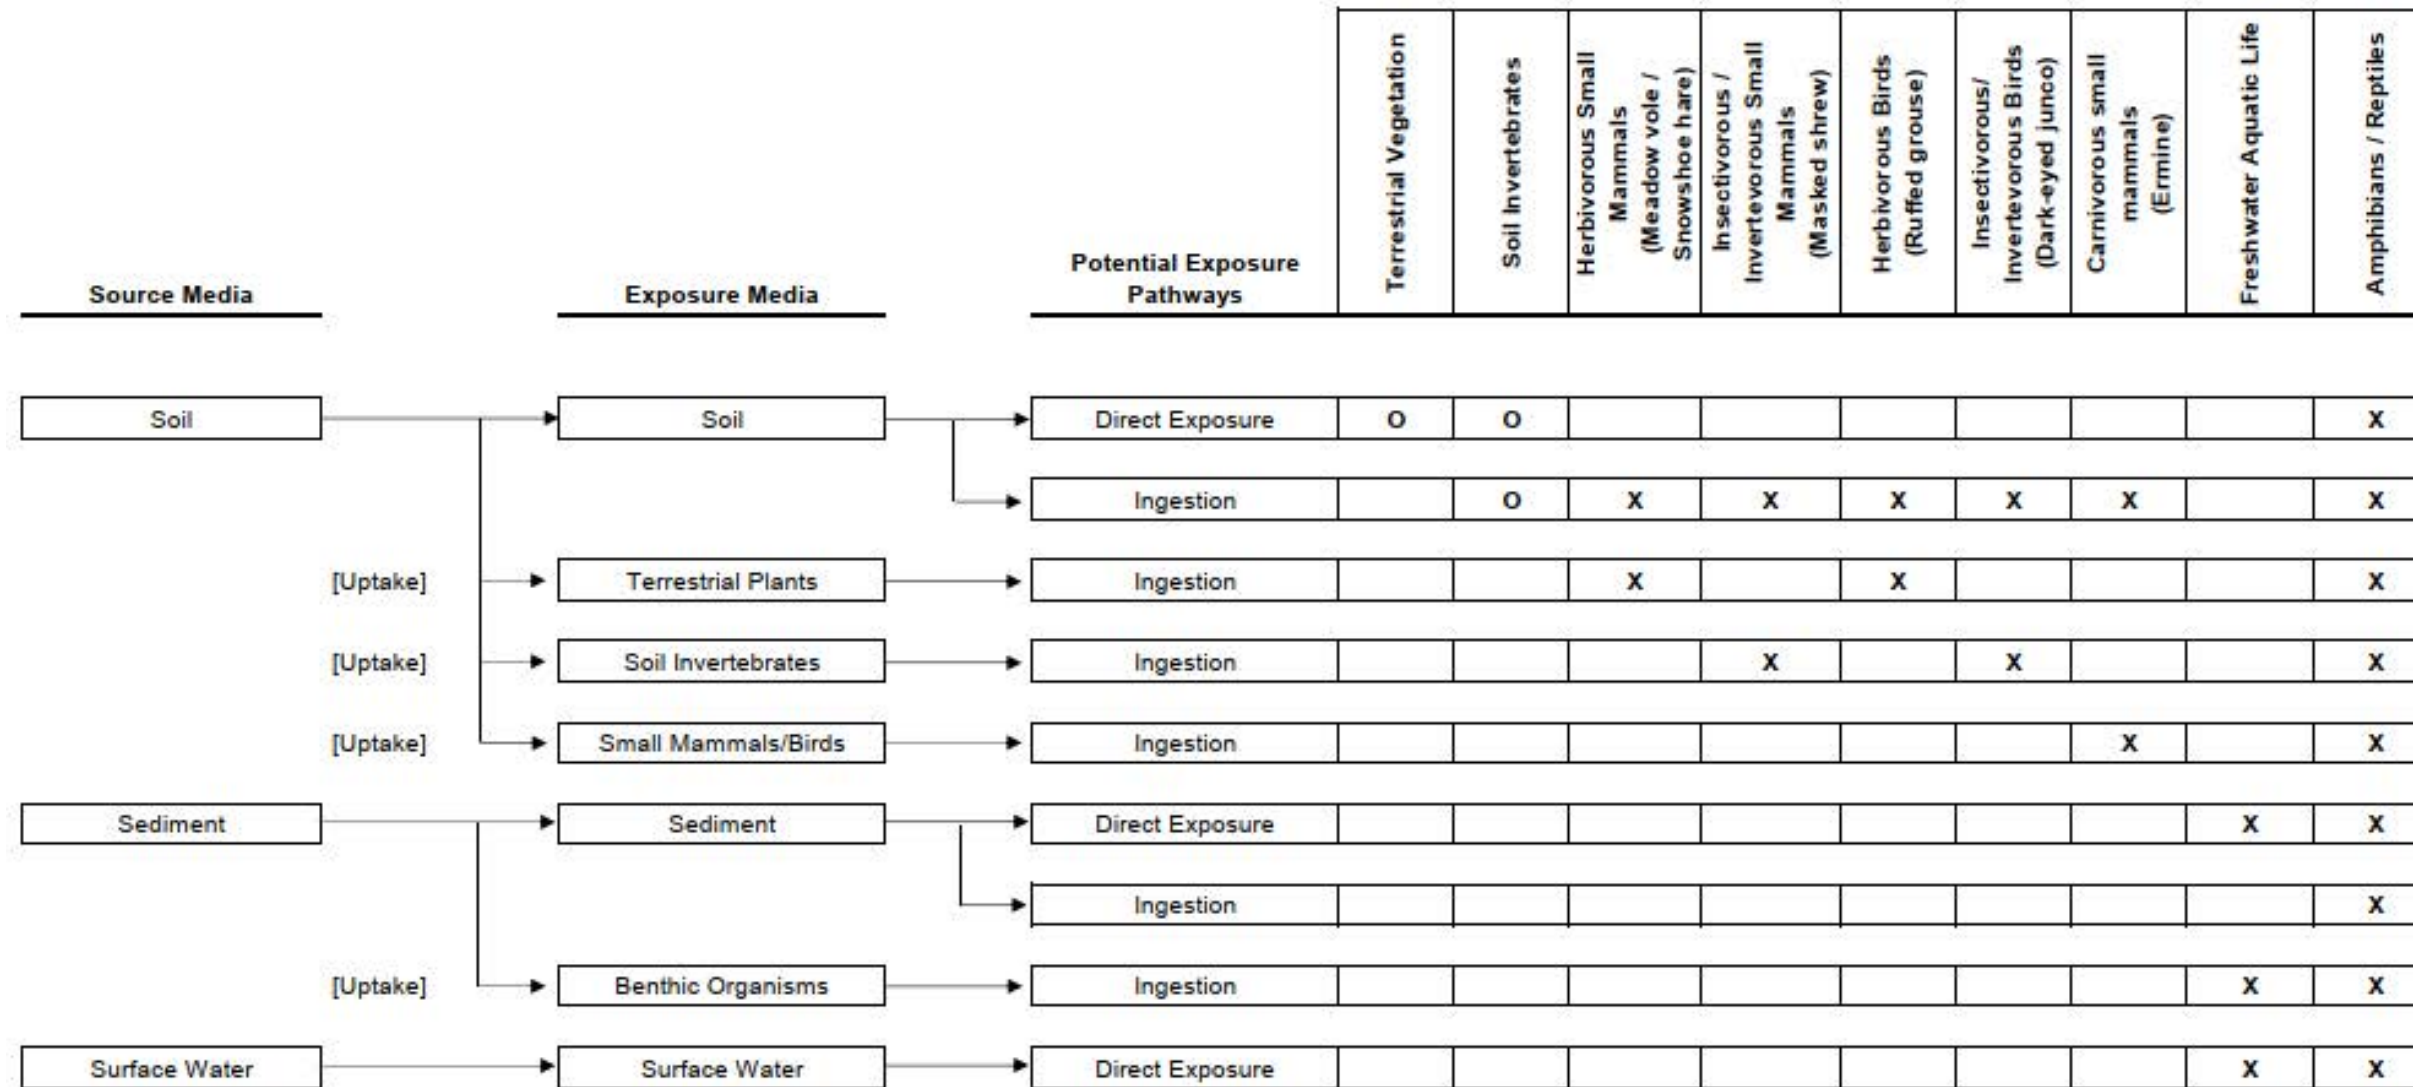 Terrestrial Vegetation
Soil Invertebrates
Herbivorous Small
Mammals
(Meadow vole /
Snowshoe hare)
Insectivorous /
Invertevorous Small
Mammals
(Masked shrew)
Herbivorous Birds
(Ruffed grouse)
Insectivorous/
Invertevorous Birds
(Dark-eyed junco)
Carnivorous small
mammals
(Ermine)
Freshwater Aquatic Life
Amphibians / Reptiles
Source Media
Exposure Media
Potential Exposure
Pathways
Soil Soil Direct Exposure O O X
Ingestion O X X X X X X
[Uptake] Terrestrial Plants Ingestion X X X
[Uptake] Soil Invertebrates Ingestion X X X
[Uptake] Small Mammals/Birds Ingestion X X
Sediment Sediment Direct Exposure X X
Ingestion X
[Uptake] Benthic Organisms Ingestion X X
Surface Water Surface Water Direct Exposure X X